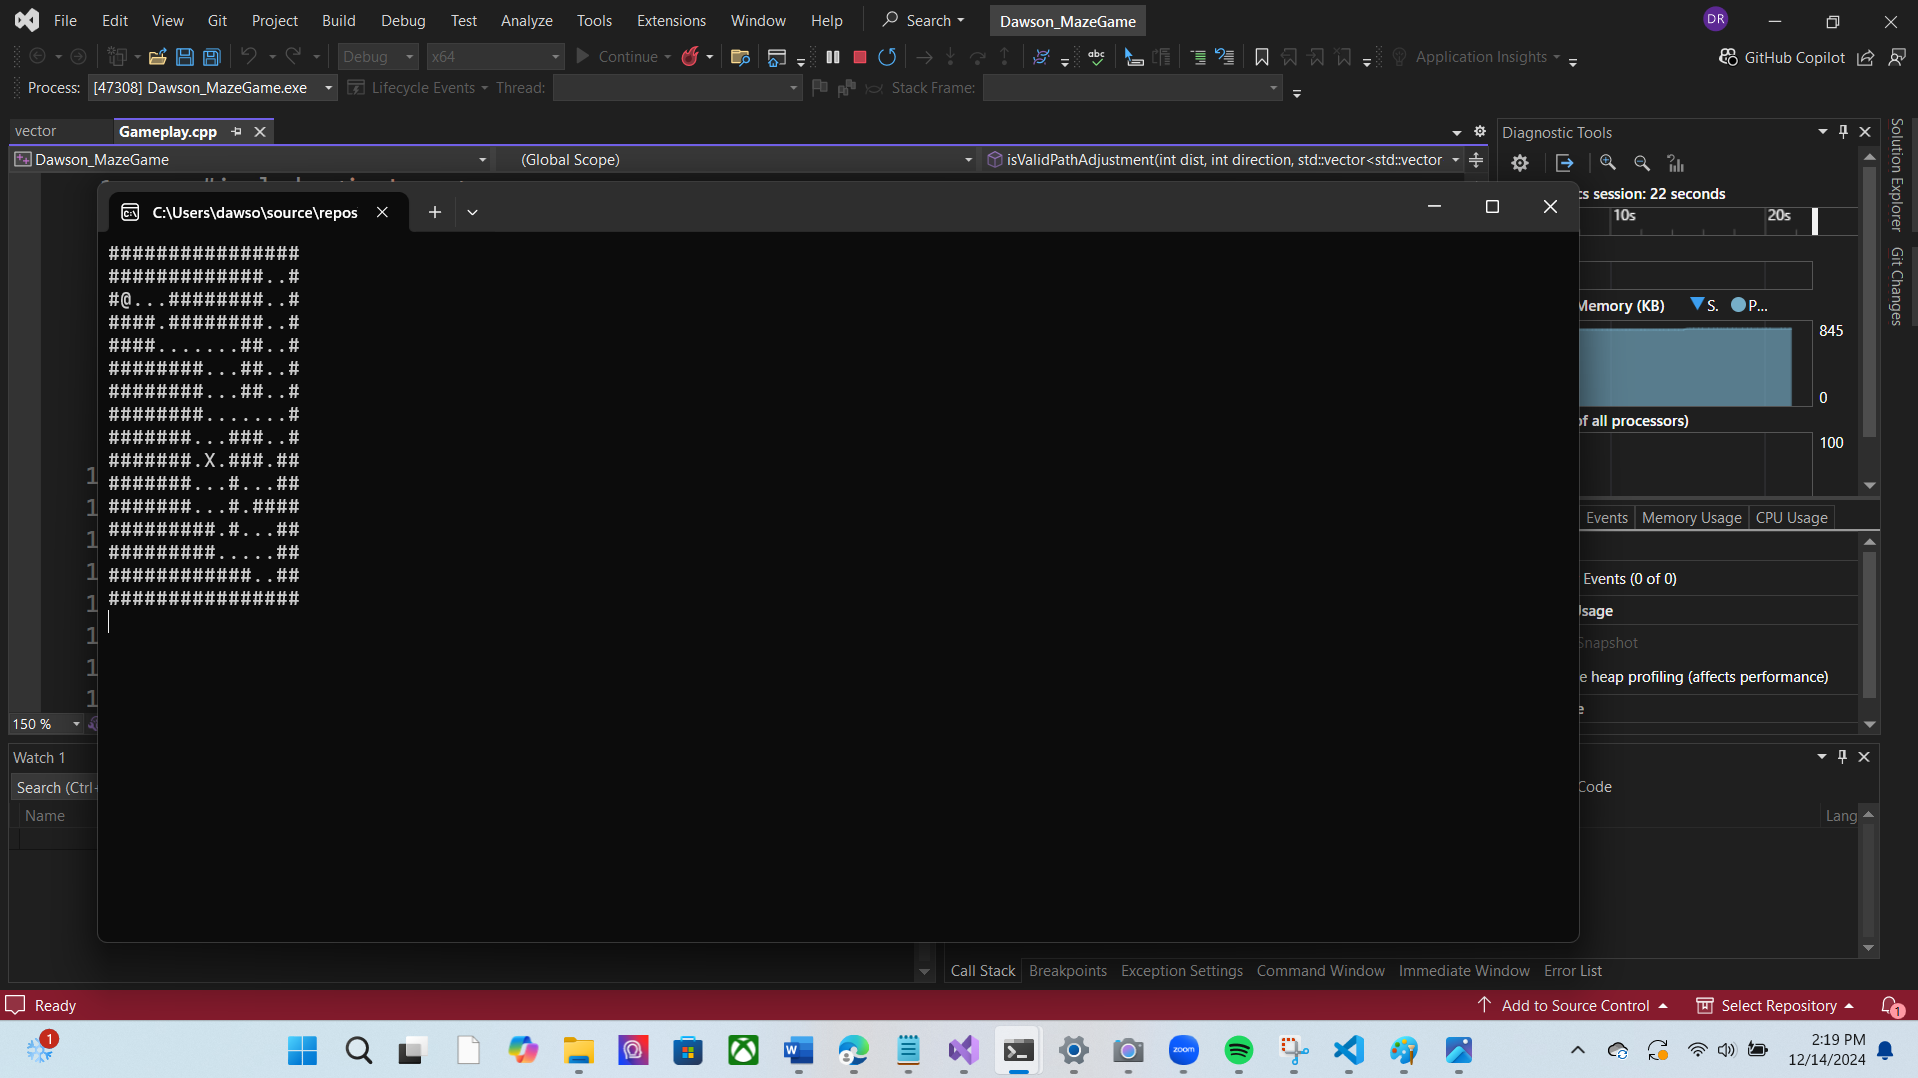 File Edit View Git Project Build Debug Test Analyze Tools Extensions Window Help Search Dawson_MazeGame DR
Debug x64 Continue Application Insights GitHub Copilot
Process: [47308] Dawson_MazeGame.exe Lifecycle Events Thread: Stack Frame:
vector Gameplay.cpp Diagnostic Tools
Dawson_MazeGame (Global Scope) isValidPathAdjustment(int dist, int direction, std::vector<std::vector
cs session: 22 seconds
10s 20s
C:\Users\dawso\source\repos
################
#############..#
#@...########..#
####.########..#
####.......##..#
########...##..#
########...##..#
########.......#
#######...###..#
#######.X.###.##
#######...#...##
#######...#.####
#########.#...##
#########.....##
############..##
################
Memory (KB) S. P...
845
0
of all processors)
100
Events Memory Usage CPU Usage
Events (0 of 0)
Usage
Snapshot
e heap profiling (affects performance)
e
1
1
1
1
1
1
1
1
150 %
Watch 1
Search (Ctrl+
Name
Code
Lang
Call Stack Breakpoints Exception Settings Command Window Immediate Window Error List
Solution Explorer
Git Changes
Ready Add to Source Control Select Repository 1
1
W
zoom
2:19 PM
12/14/2024